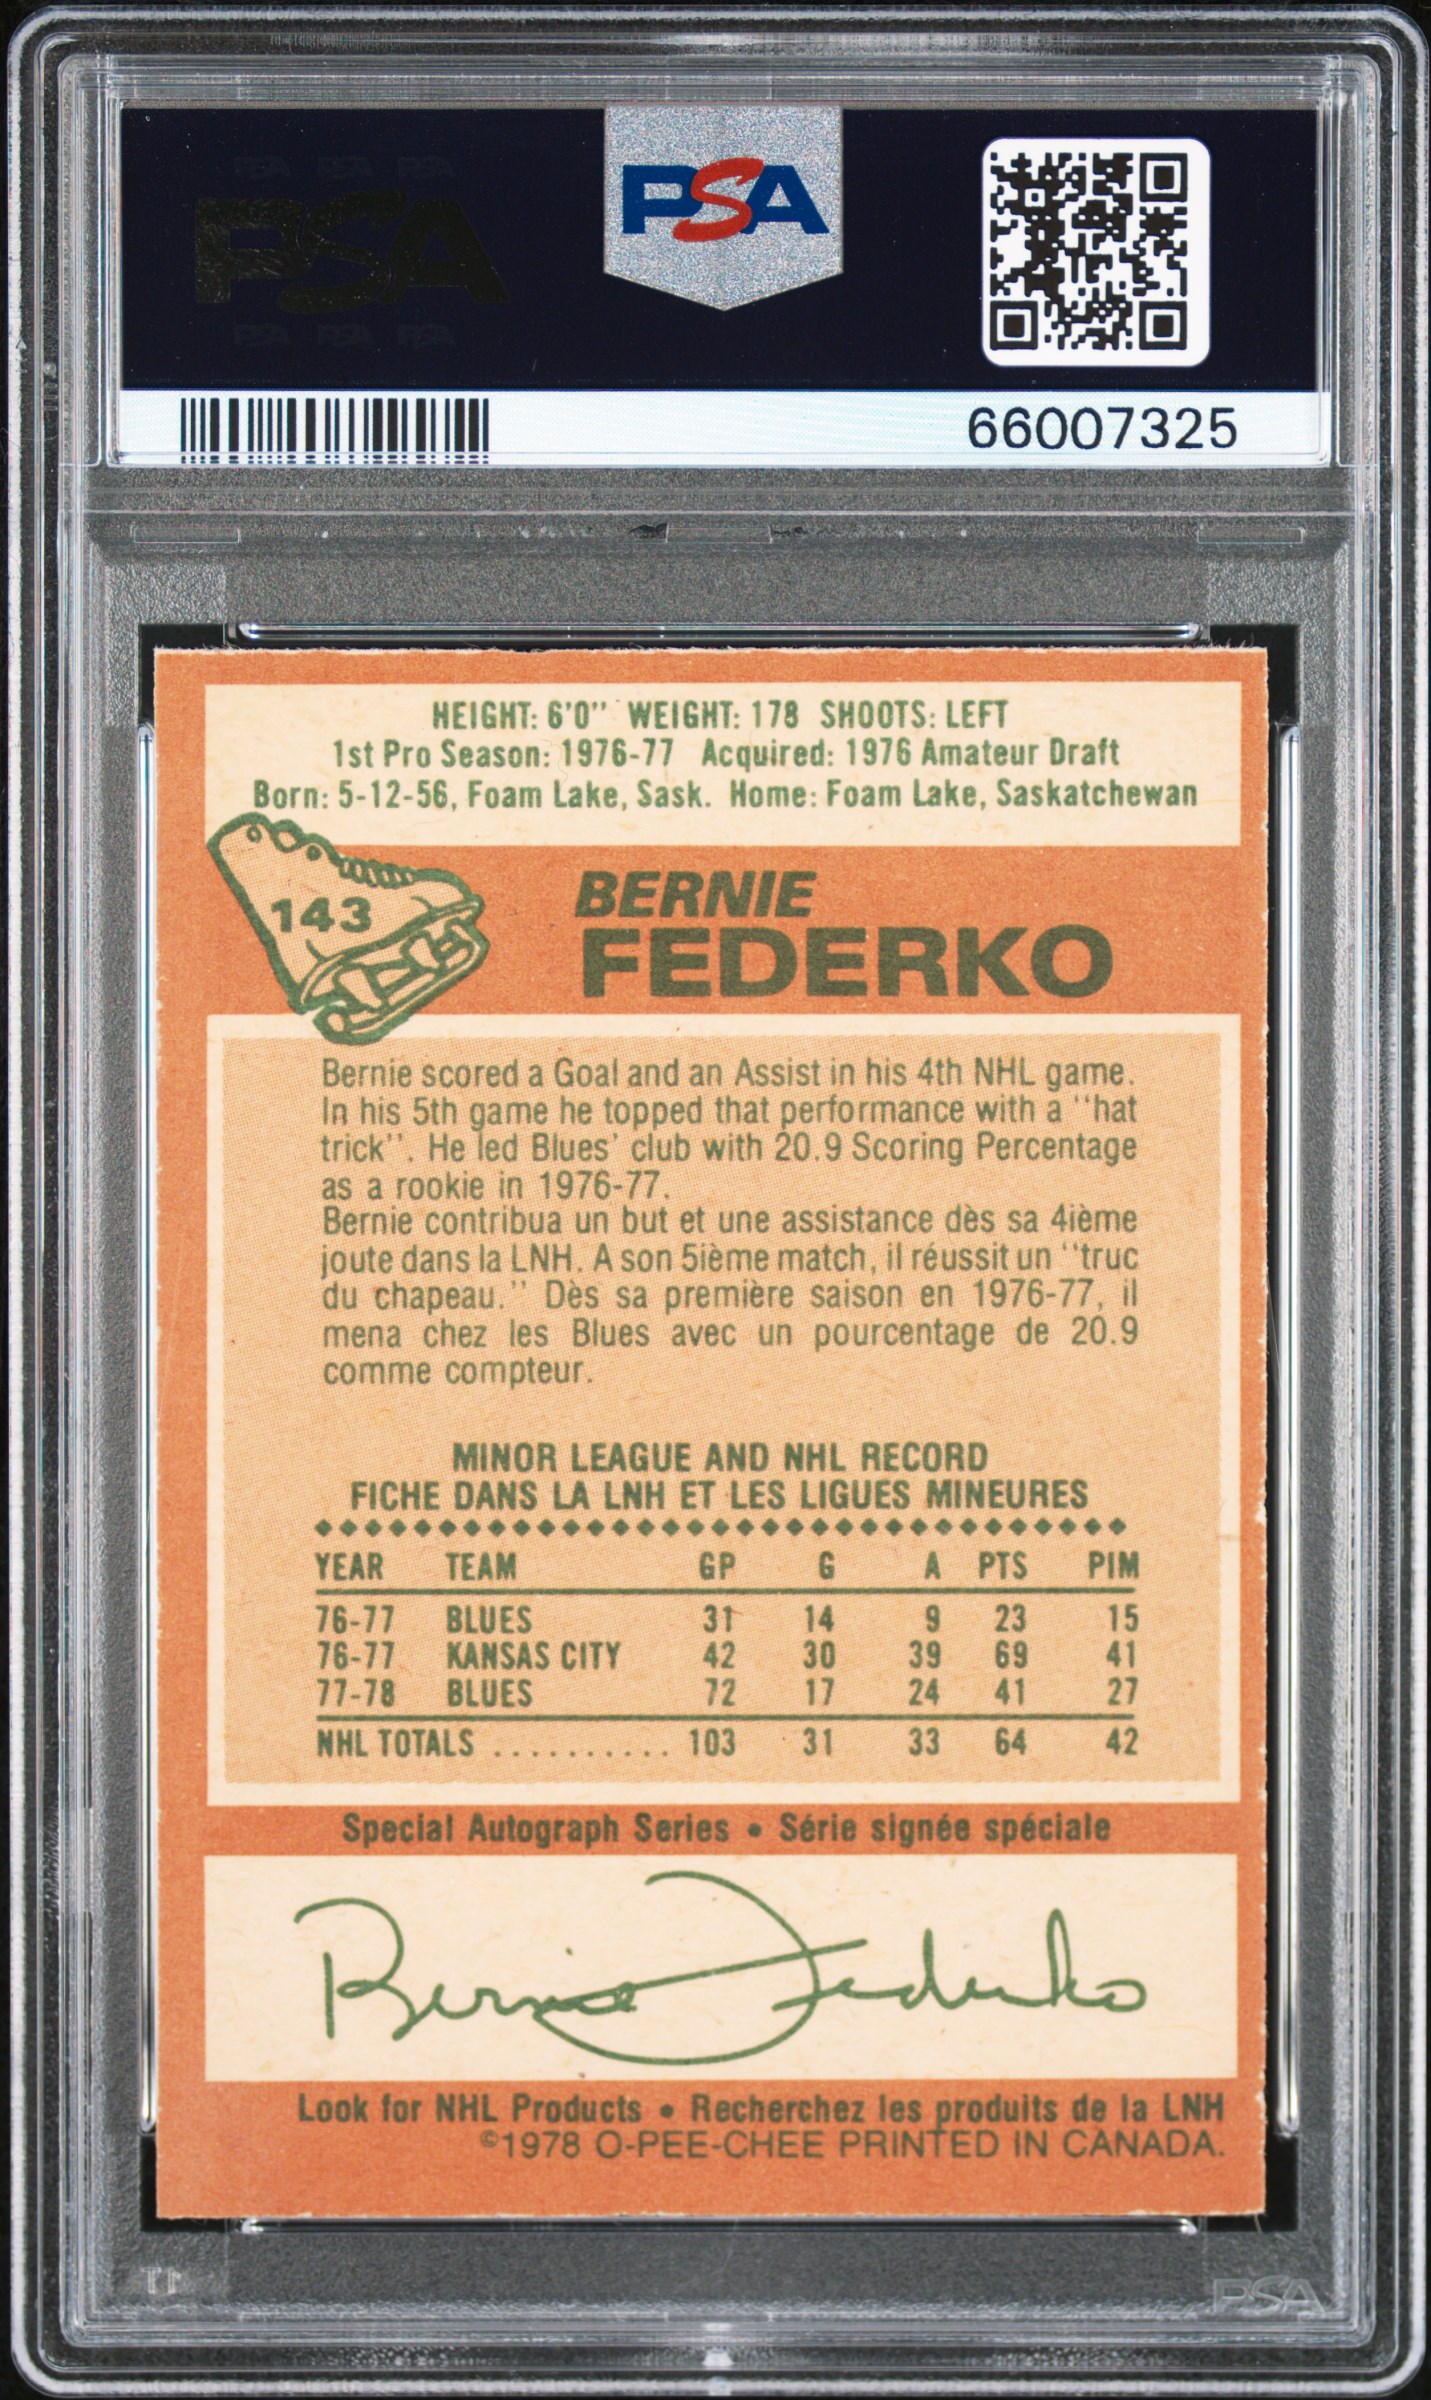 PSA PSA PSA
PSA
PSA PSA PSA
PSA
66007325
HEIGHT: 6'0" WEIGHT: 178 SHOOTS: LEFT
1st Pro Season: 1976-77 Acquired: 1976 Amateur Draft
Born: 5-12-56, Foam Lake, Sask. Home: Foam Lake, Saskatchewan
143
BERNIE
FEDERKO
Bernie scored a Goal and an Assist in his 4th NHL game.
In his 5th game he topped that performance with a ''hat
trick''. He led Blues' club with 20.9 Scoring Percentage
as a rookie in 1976-77.
Bernie contribua un but et une assistance dès sa 4ième
joute dans la LNH. A son 5ième match, il réussit un ''truc
du chapeau.'' Dès sa première saison en 1976-77, il
mena chez les Blues avec un pourcentage de 20.9
comme compteur.
MINOR LEAGUE AND NHL RECORD
FICHE DANS LA LNH ET LES LIGUES MINEURES
YEAR TEAM GP G A PTS PIM
76-77 BLUES 31 14 9 23 15
76-77 KANSAS CITY 42 30 39 69 41
77-78 BLUES 72 17 24 41 27
NHL TOTALS .......... 103 31 33 64 42
Special Autograph Series • Série signée spéciale
Bernie Federko
Look for NHL Products • Recherchez les produits de la LNH
©1978 O-PEE-CHEE PRINTED IN CANADA.
PSA